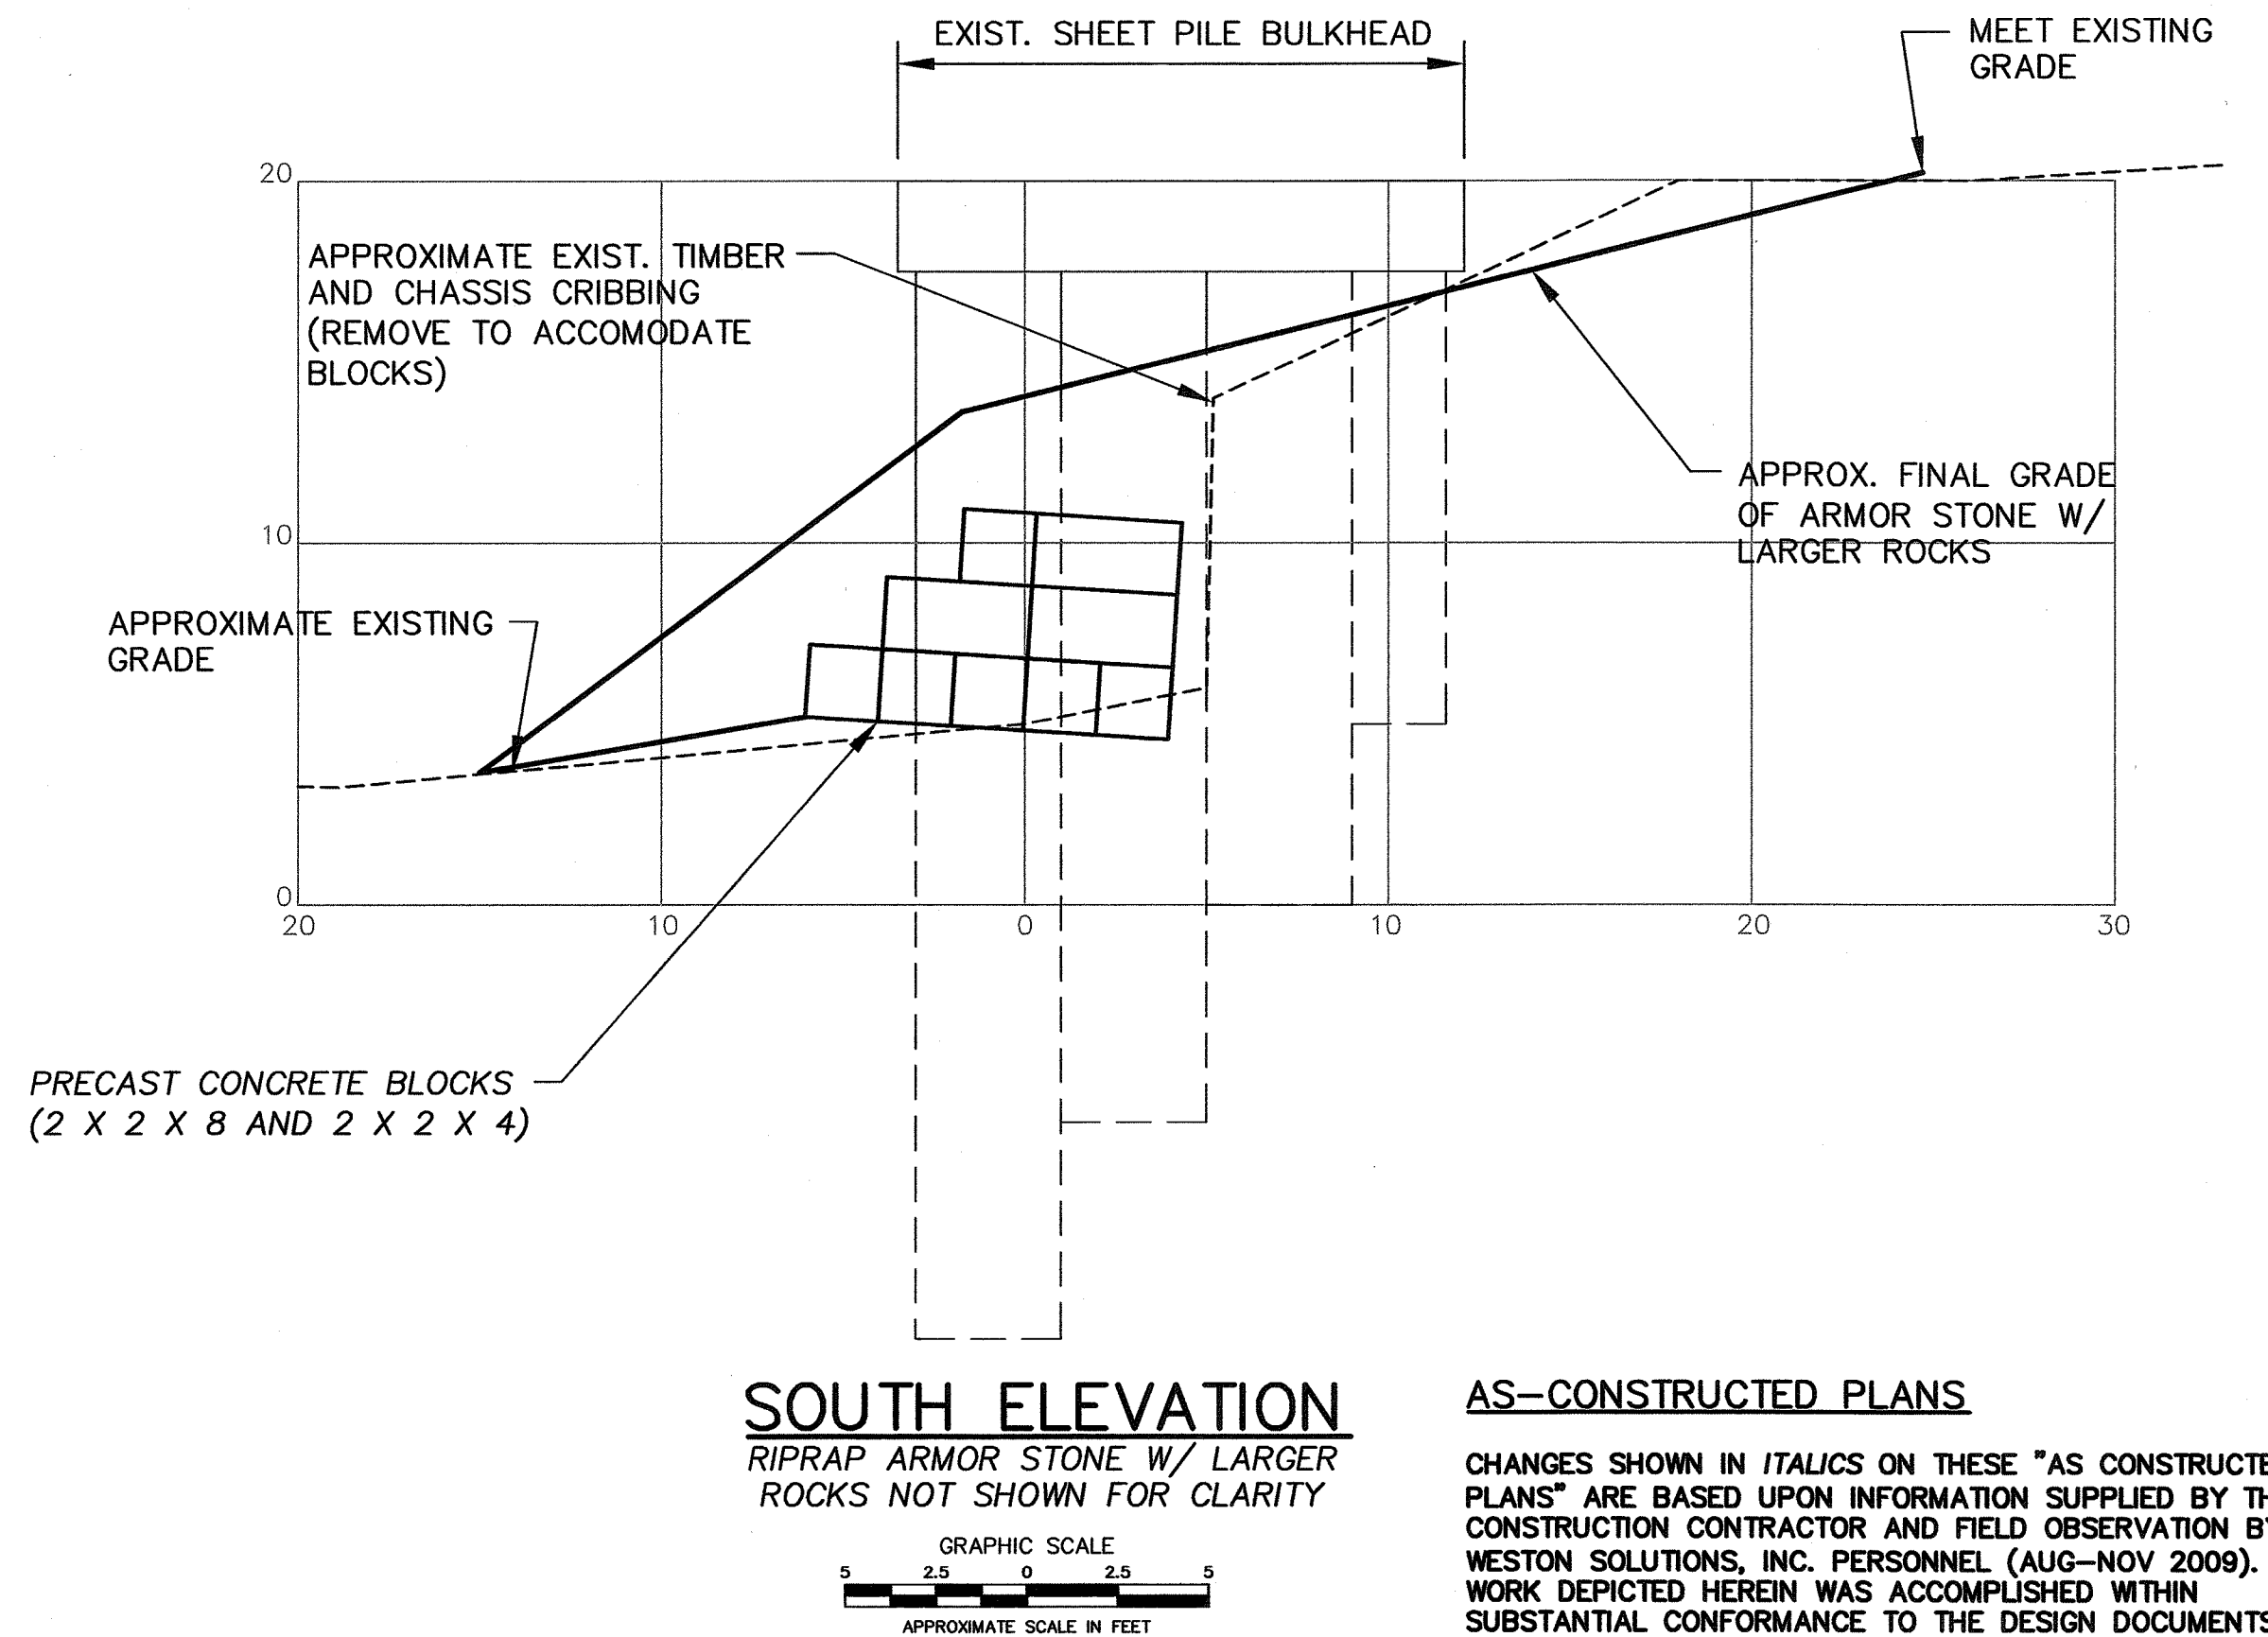 EXIST. SHEET PILE BULKHEAD
MEET EXISTING
GRADE
20
APPROXIMATE EXIST. TIMBER
AND CHASSIS CRIBBING
(REMOVE TO ACCOMODATE
BLOCKS)
APPROX. FINAL GRADE
OF ARMOR STONE W/
LARGER ROCKS
10
APPROXIMATE EXISTING
GRADE
0
20 10 0 10 20 30
PRECAST CONCRETE BLOCKS
(2 X 2 X 8 AND 2 X 2 X 4)
SOUTH ELEVATION
RIPRAP ARMOR STONE W/ LARGER
ROCKS NOT SHOWN FOR CLARITY
GRAPHIC SCALE
5 2.5 0 2.5 5
APPROXIMATE SCALE IN FEET
AS-CONSTRUCTED PLANS
CHANGES SHOWN IN ITALICS ON THESE "AS CONSTRUCTE
PLANS" ARE BASED UPON INFORMATION SUPPLIED BY TH
CONSTRUCTION CONTRACTOR AND FIELD OBSERVATION BY
WESTON SOLUTIONS, INC. PERSONNEL (AUG-NOV 2009).
WORK DEPICTED HEREIN WAS ACCOMPLISHED WITHIN
SUBSTANTIAL CONFORMANCE TO THE DESIGN DOCUMENTS